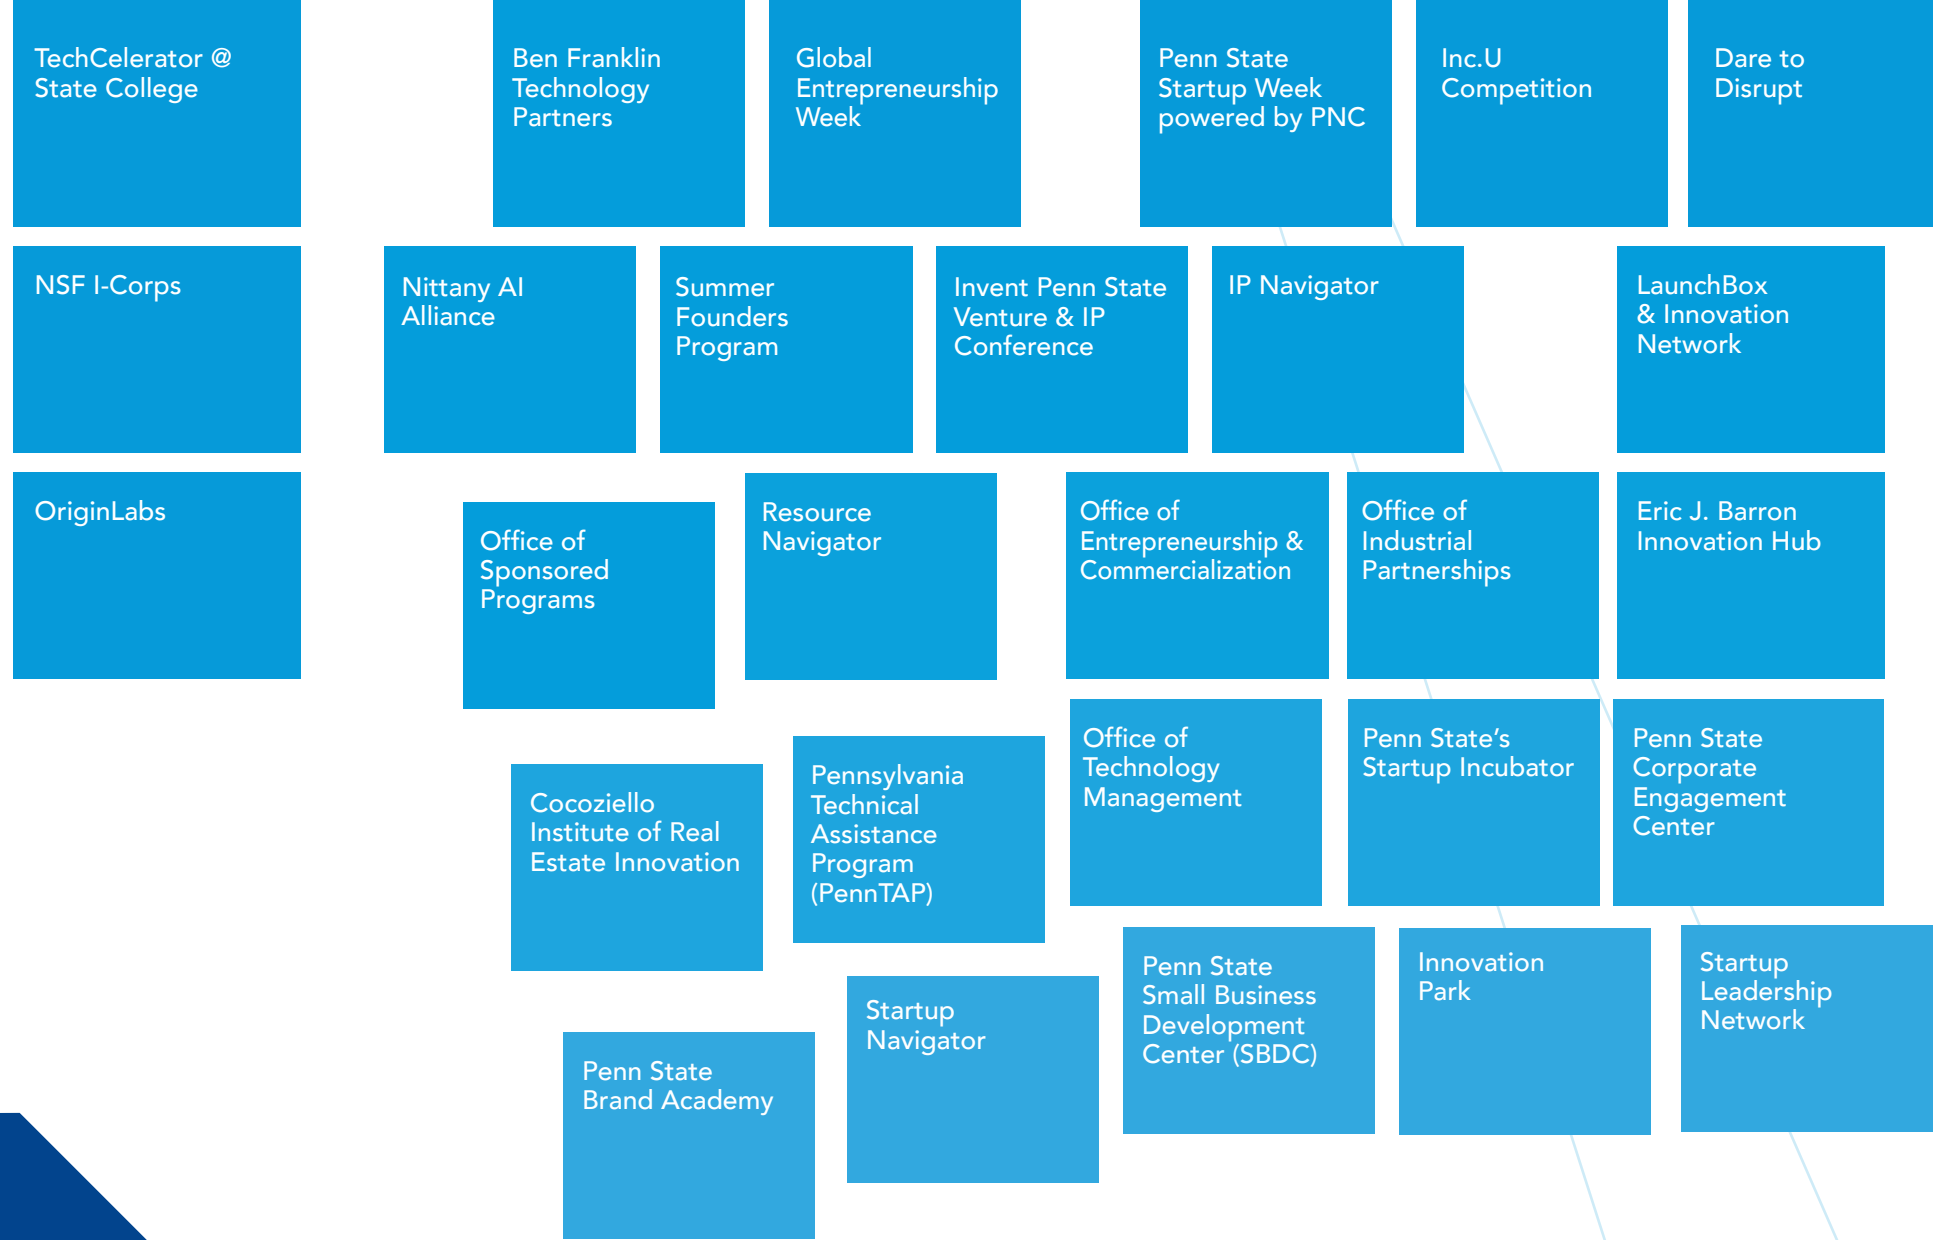 TechCelerator @
State College
Ben Franklin
Technology
Partners
Global
Entrepreneurship
Week
Penn State
Startup Week
powered by PNC
Inc.U
Competition
Dare to
Disrupt
NSF I-Corps
Nittany AI
Alliance
Summer
Founders
Program
Invent Penn State
Venture & IP
Conference
IP Navigator
LaunchBox
& Innovation
Network
OriginLabs
Office of
Sponsored
Programs
Resource
Navigator
Office of
Entrepreneurship &
Commercialization
Office of
Industrial
Partnerships
Eric J. Barron
Innovation Hub
Cocoziello
Institute of Real
Estate Innovation
Pennsylvania
Technical
Assistance
Program
(PennTAP)
Office of
Technology
Management
Penn State’s
Startup Incubator
Penn State
Corporate
Engagement
Center
Penn State
Brand Academy
Startup
Navigator
Penn State
Small Business
Development
Center (SBDC)
Innovation
Park
Startup
Leadership
Network